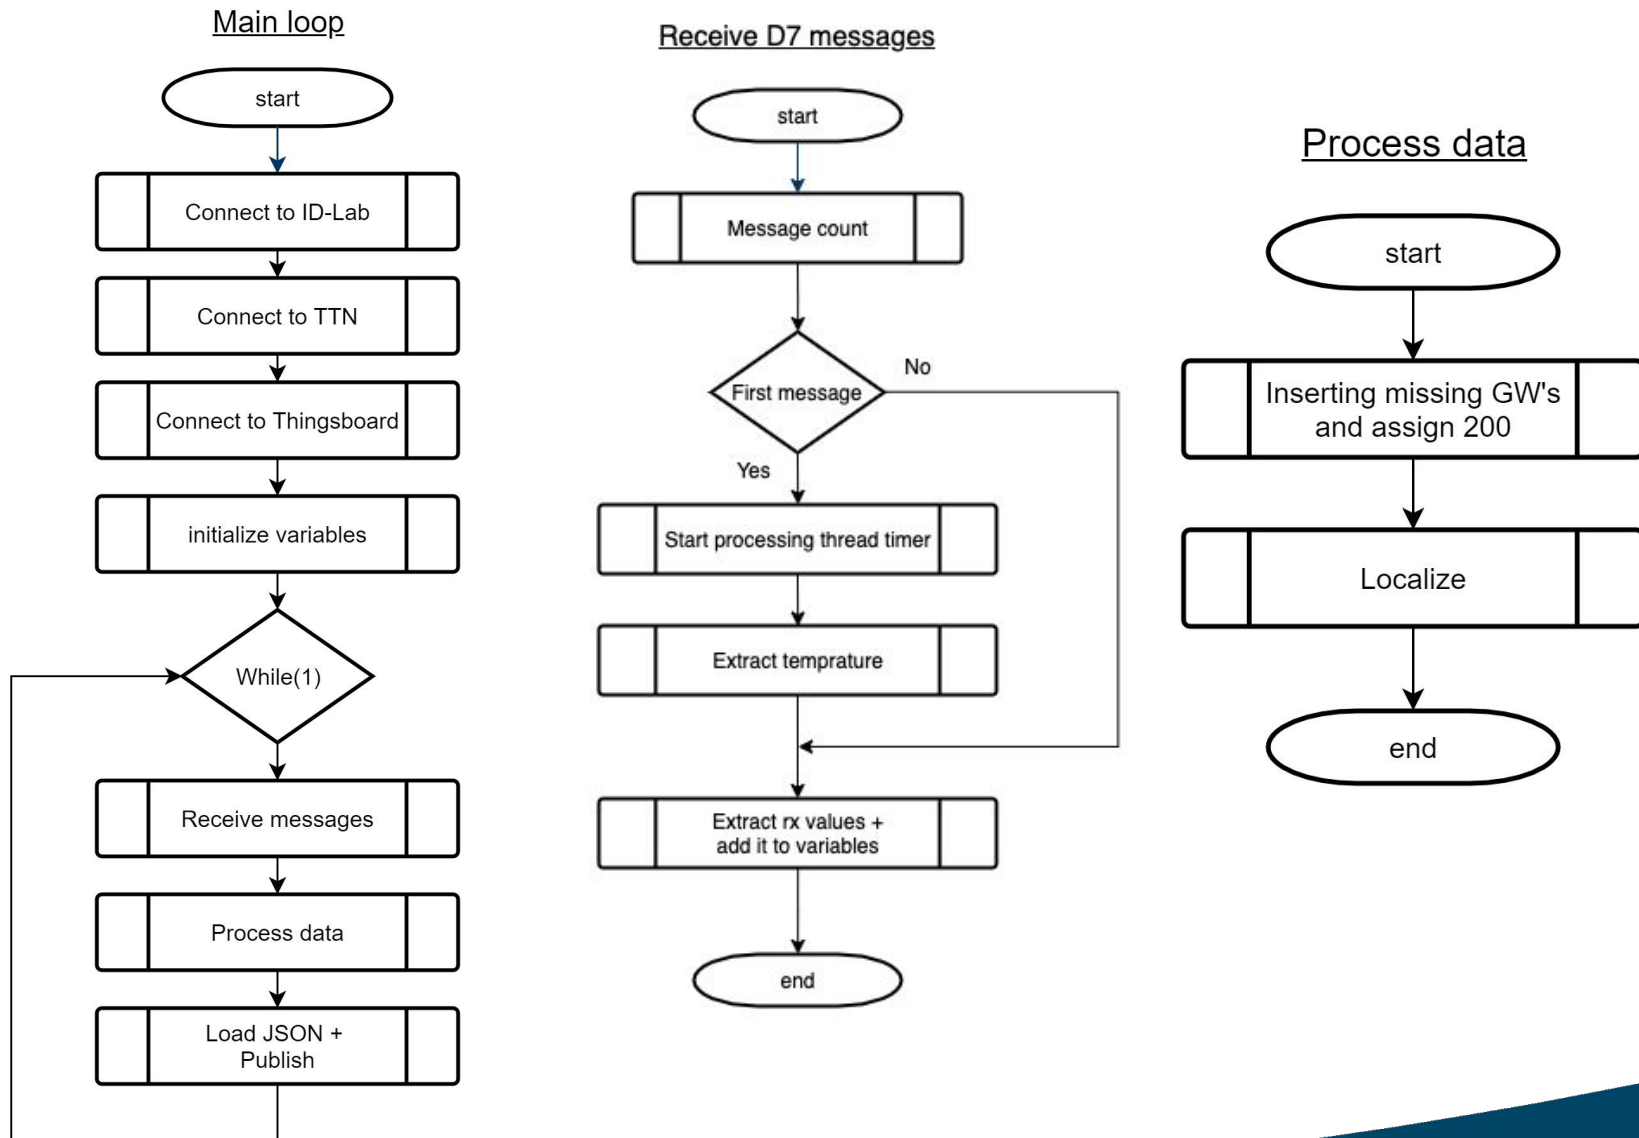 Main loop
start
Connect to ID-Lab
Connect to TTN
Connect to Thingsboard
initialize variables
While(1)
Receive messages
Process data
Load JSON +
Publish
Receive D7 messages
start
Message count
First message
No
Yes
Start processing thread timer
Extract temprature
Extract rx values +
add it to variables
end
Process data
start
Inserting missing GW's
and assign 200
Localize
end